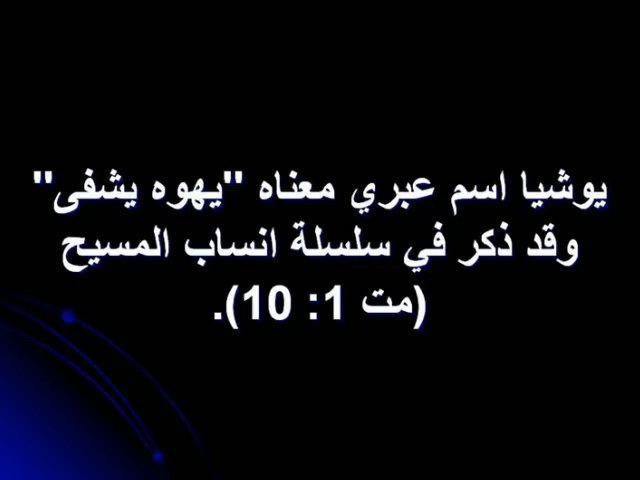 يوشيا اسم عبري معناه "يهوه يشفى"
وقد ذكر في سلسلة انساب المسيح
(مت 1: 10).